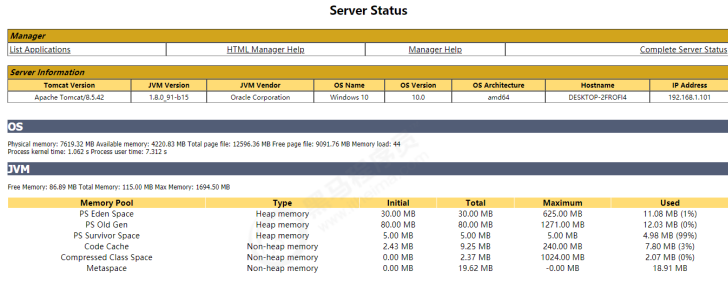 Server Status
Manager
List Applications HTML Manager Help Manager Help Complete Server Status
Server Information
Tomcat Version JVM Version JVM Vendor OS Name OS Version OS Architecture Hostname IP Address
Apache Tomcat/8.5.42 1.8.0_91-b15 Oracle Corporation Windows 10 10.0 amd64 DESKTOP-2FROFI4 192.168.1.101
OS
Physical memory: 7619.32 MB Available memory: 4220.83 MB Total page file: 12596.36 MB Free page file: 9091.76 MB Memory load: 44
Process kernel time: 1.062 s Process user time: 7.312 s
JVM
Free Memory: 86.89 MB Total Memory: 115.00 MB Max Memory: 1694.50 MB
Memory Pool Type Initial Total Maximum Used
PS Eden Space Heap memory 30.00 MB 30.00 MB 625.00 MB 11.08 MB (1%)
PS Old Gen Heap memory 80.00 MB 80.00 MB 1271.00 MB 12.03 MB (0%)
PS Survivor Space Heap memory 5.00 MB 5.00 MB 5.00 MB 4.98 MB (99%)
Code Cache Non-heap memory 2.43 MB 9.25 MB 240.00 MB 7.80 MB (3%)
Compressed Class Space Non-heap memory 0.00 MB 2.37 MB 1024.00 MB 2.07 MB (0%)
Metaspace Non-heap memory 0.00 MB 19.62 MB -0.00 MB 18.91 MB